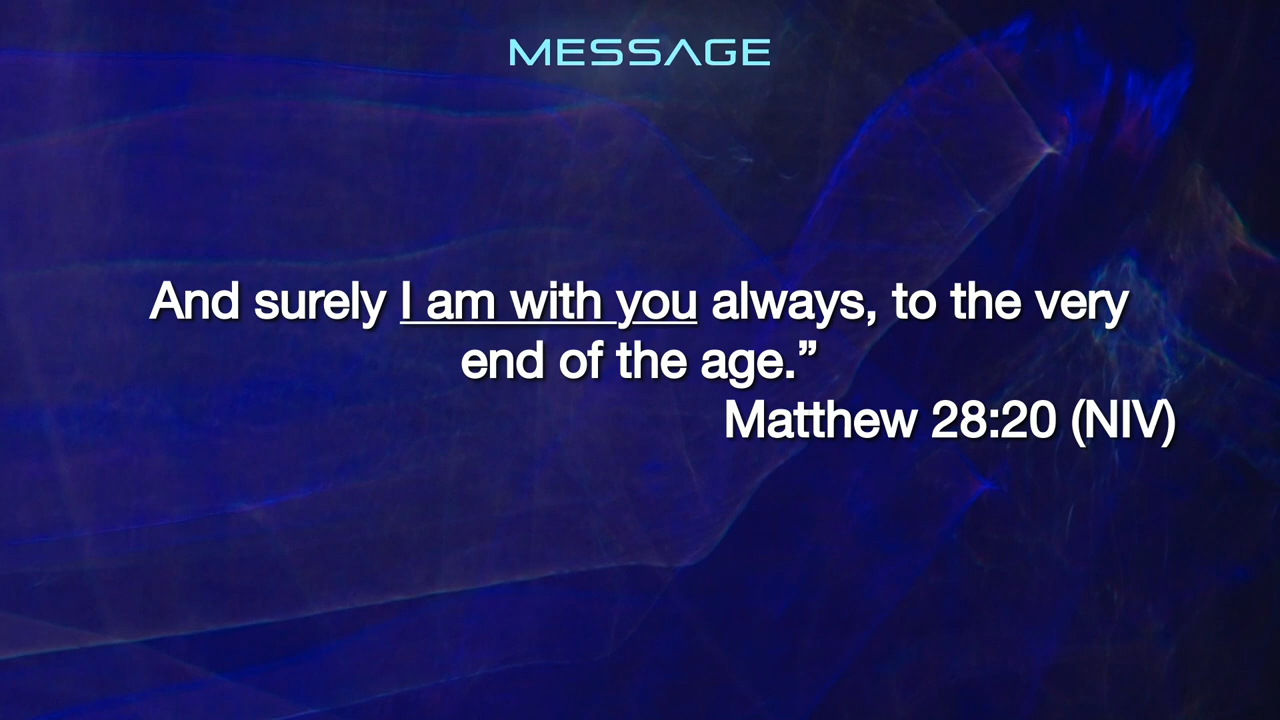 MESSAGE
And surely I am with you always, to the very
end of the age.”
Matthew 28:20 (NIV)